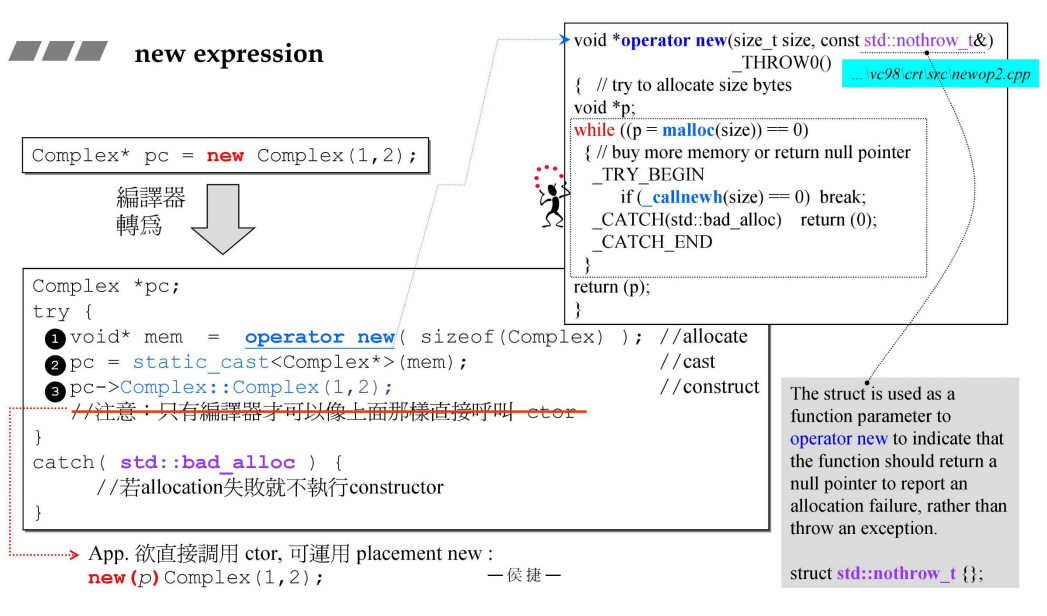 new expression
Complex* pc = new Complex(1,2);
編譯器
轉為
Complex *pc;
try {
❶ void* mem = operator new( sizeof(Complex) ); //allocate
❷ pc = static_cast<Complex*>(mem); //cast
❸ pc->Complex::Complex(1,2); //construct
//注意：只有編譯器才可以像上面那樣直接呼叫 ctor
}
catch( std::bad_alloc ) {
//若allocation失敗就不執行constructor
}
App. 欲直接調用 ctor, 可運用 placement new :
new(p)Complex(1,2);
—侯捷—
void *operator new(size_t size, const std::nothrow_t&)
_THROW0()
...\vc98\crt\src\newop2.cpp
{ // try to allocate size bytes
void *p;
while ((p = malloc(size)) == 0)
{ // buy more memory or return null pointer
_TRY_BEGIN
if (_callnewh(size) == 0) break;
_CATCH(std::bad_alloc) return (0);
_CATCH_END
}
return (p);
}
The struct is used as a
function parameter to
operator new to indicate that
the function should return a
null pointer to report an
allocation failure, rather than
throw an exception.
struct std::nothrow_t {};